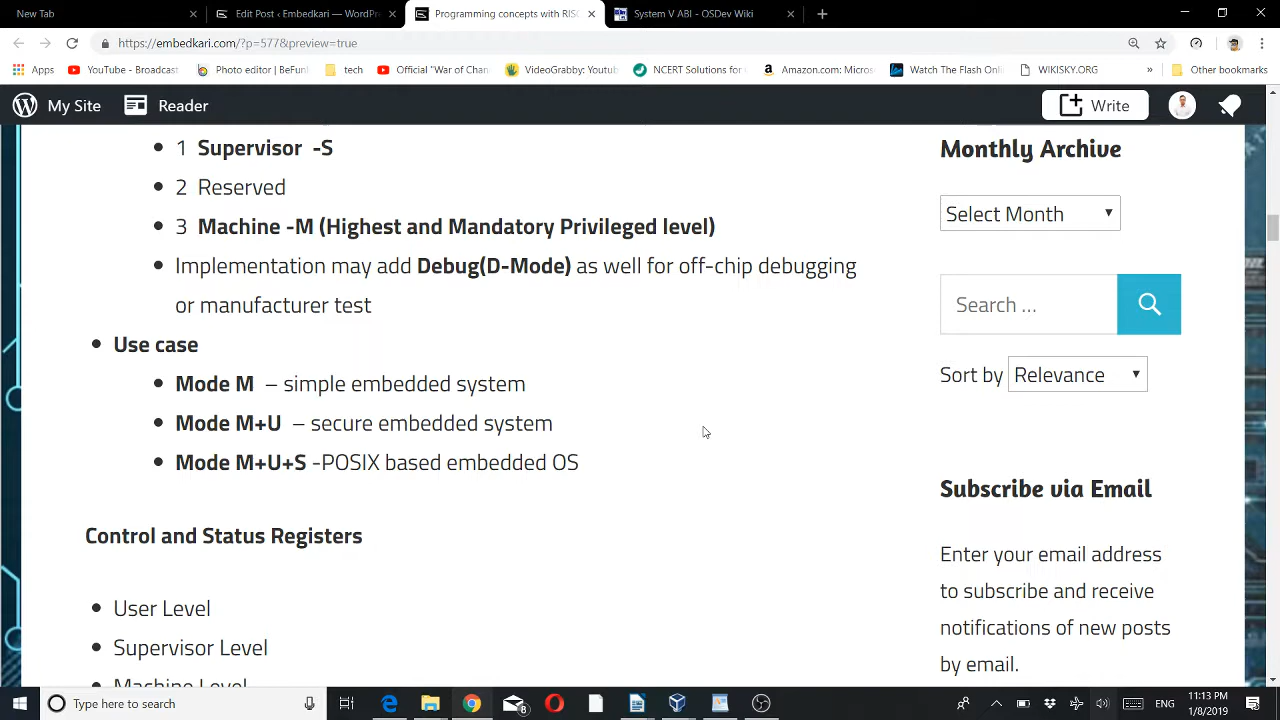 New Tab
Edit Post ‹ Embedkari — WordPr
Programming concepts with RISC
System V ABI - OSDev Wiki
https://embedkari.com/?p=577&preview=true
Apps
YouTube - Broadcast
Photo editor | BeFun
tech
Official "War of Chan
VideoGrabby: Youtub
NCERT Solutions for
Amazon.com: Micros
Watch The Flash Onli
WIKISKY.ORG
»
Other bookmarks
My Site
Reader
Write
1 Supervisor -S
2 Reserved
3 Machine -M (Highest and Mandatory Privileged level)
Implementation may add Debug(D-Mode) as well for off-chip debugging
or manufacturer test
Use case
Mode M – simple embedded system
Mode M+U – secure embedded system
Mode M+U+S -POSIX based embedded OS
Control and Status Registers
User Level
Supervisor Level
Machine Level
Monthly Archive
Select Month
Search …
Sort by Relevance
Subscribe via Email
Enter your email address
to subscribe and receive
notifications of new posts
by email.
Type here to search
8
ENG
11:13 PM
1/8/2019